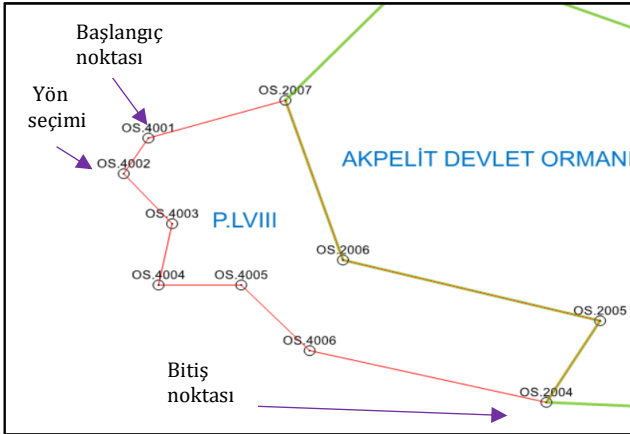 Başlangıç
noktası
Yön
seçimi
OS.2007
OS.4001
OS.4002
AKPELİT DEVLET ORMANI
OS.4003
P.LVIII
OS.2006
OS.4004
OS.4005
OS.2005
OS.4006
Bitiş
noktası
OS.2004